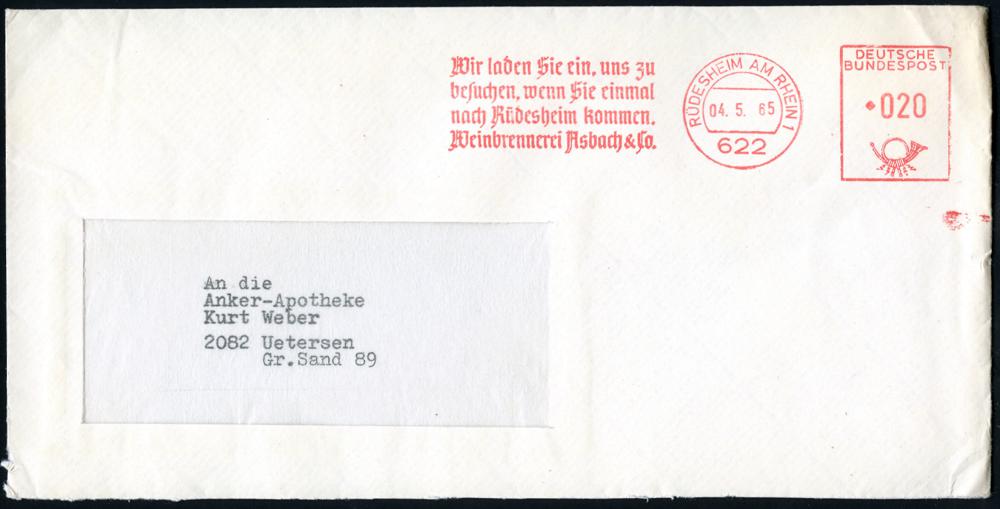 Wir laden Sie ein, uns zu
besuchen, wenn Sie einmal
nach Rüdesheim kommen.
Weinbrennerei Asbach & Co.
RÜDESHEIM AM RHEIN 1
04. 5. 65
622
DEUTSCHE
BUNDESPOST
020
An die
Anker-Apotheke
Kurt Weber
2082 Uetersen
Gr.Sand 89